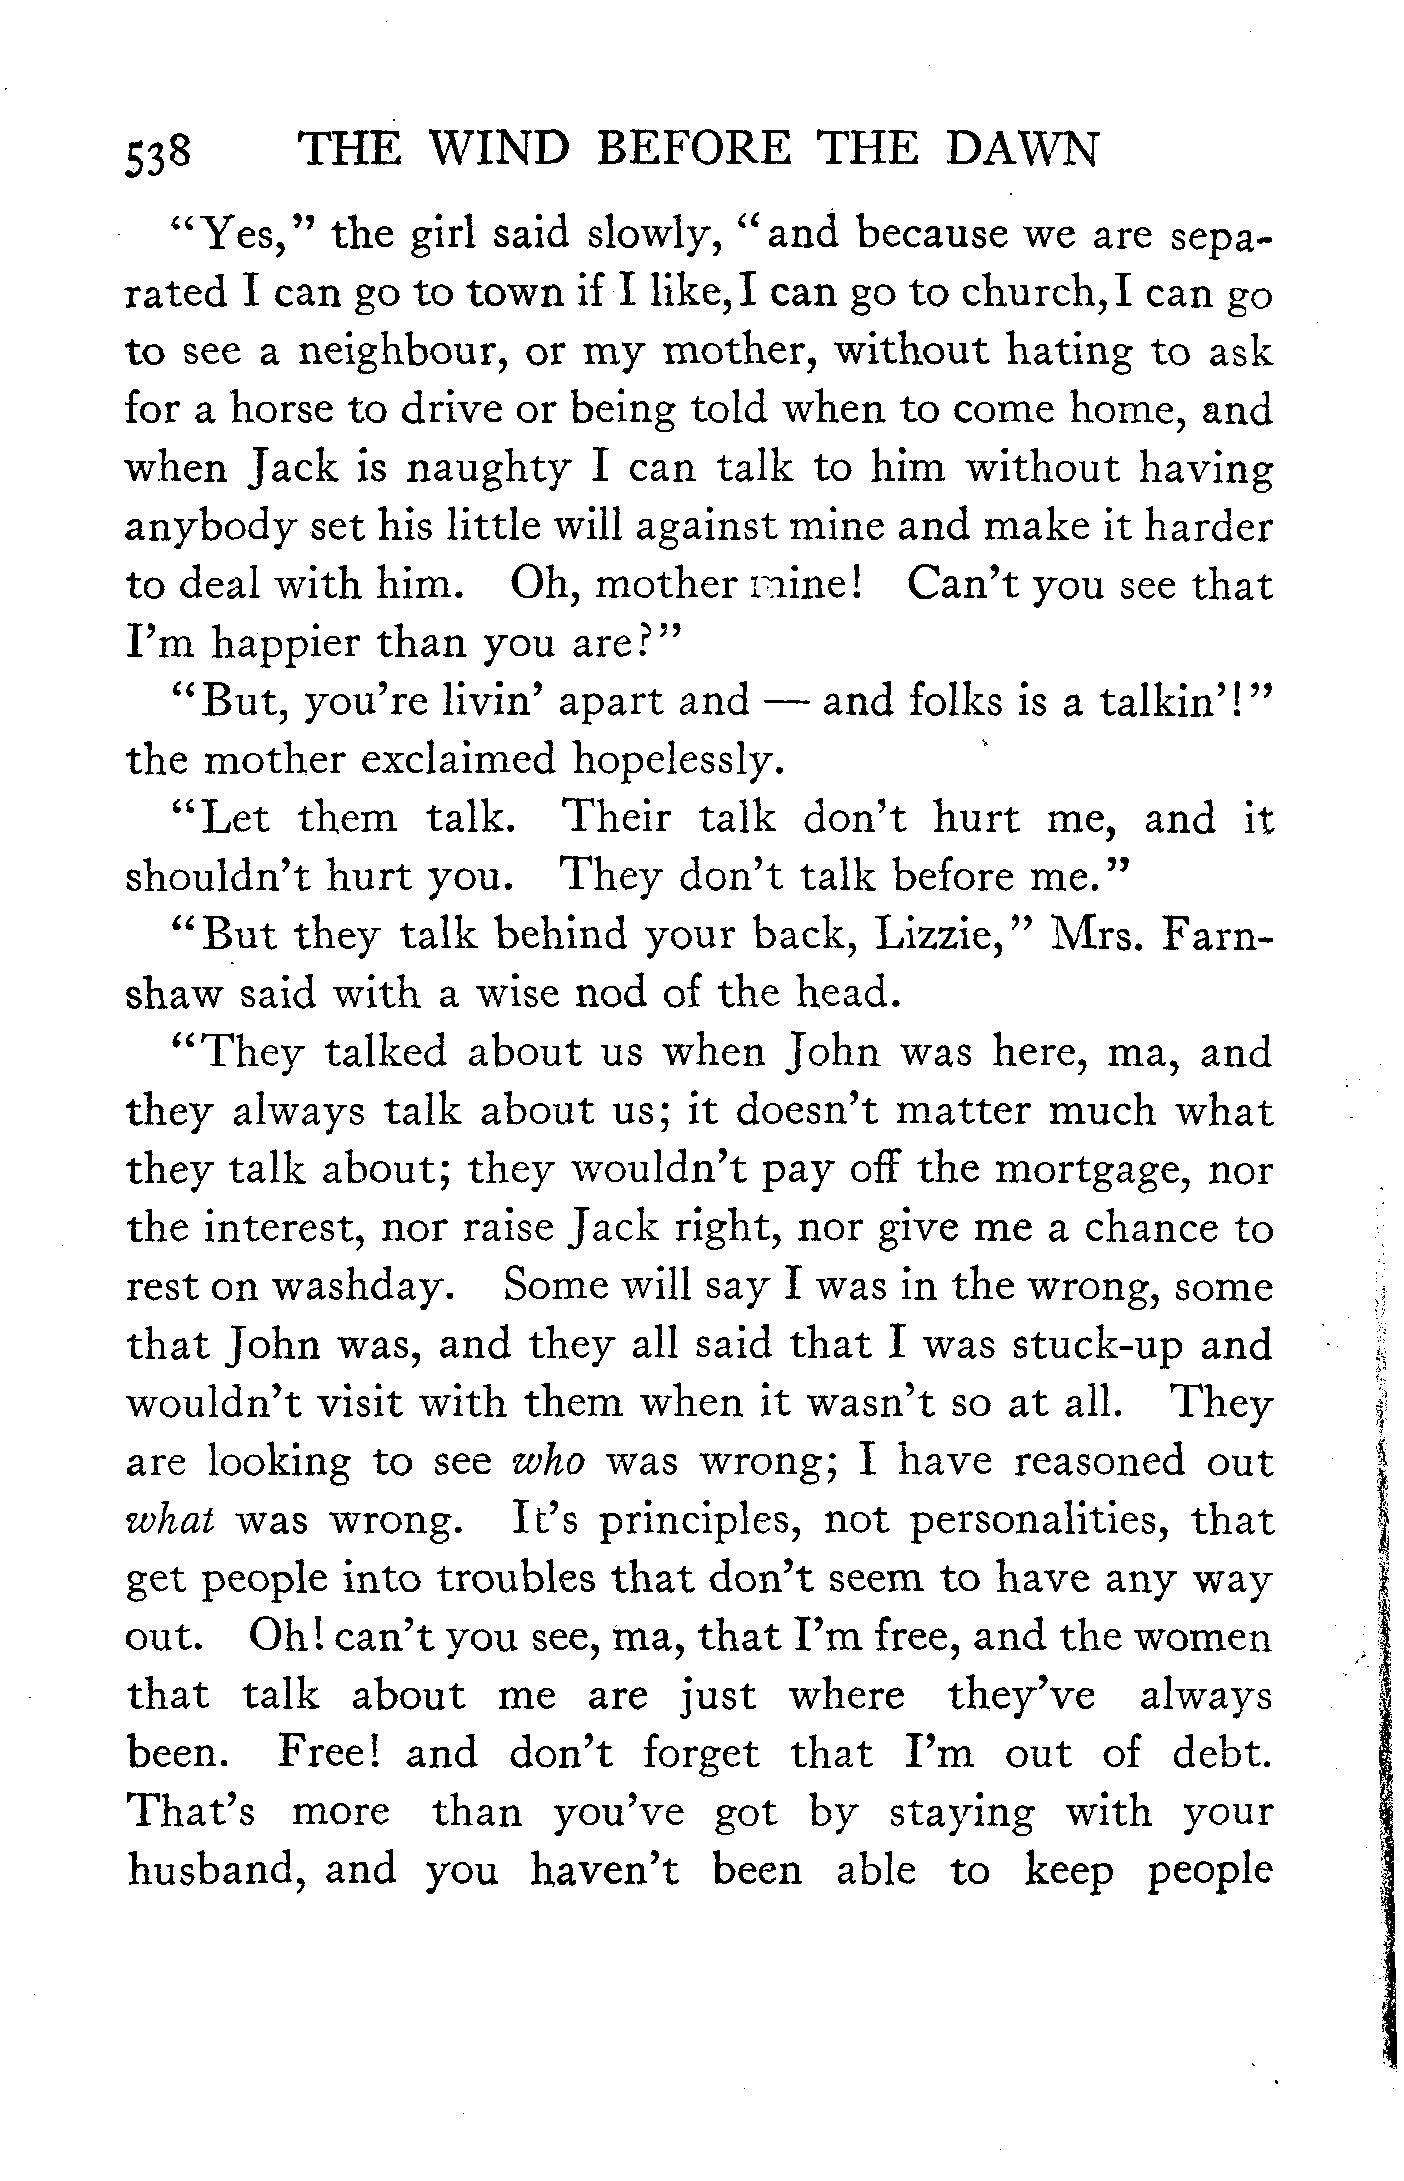 538 THE WIND BEFORE THE DAWN
“Yes,” the girl said slowly, “and because we are sepa-
rated I can go to town if I like, I can go to church, I can go
to see a neighbour, or my mother, without hating to ask
for a horse to drive or being told when to come home, and
when Jack is naughty I can talk to him without having
anybody set his little will against mine and make it harder
to deal with him. Oh, mother mine! Can’t you see that
I’m happier than you are?”
“But, you’re livin’ apart and — and folks is a talkin’!”
the mother exclaimed hopelessly.
“Let them talk. Their talk don’t hurt me, and it
shouldn’t hurt you. They don’t talk before me.”
“But they talk behind your back, Lizzie,” Mrs. Farn-
shaw said with a wise nod of the head.
“They talked about us when John was here, ma, and
they always talk about us; it doesn’t matter much what
they talk about; they wouldn’t pay off the mortgage, nor
the interest, nor raise Jack right, nor give me a chance to
rest on washday. Some will say I was in the wrong, some
that John was, and they all said that I was stuck-up and
wouldn’t visit with them when it wasn’t so at all. They
are looking to see who was wrong; I have reasoned out
what was wrong. It’s principles, not personalities, that
get people into troubles that don’t seem to have any way
out. Oh! can’t you see, ma, that I’m free, and the women
that talk about me are just where they’ve always
been. Free! and don’t forget that I’m out of debt.
That’s more than you’ve got by staying with your
husband, and you haven’t been able to keep people